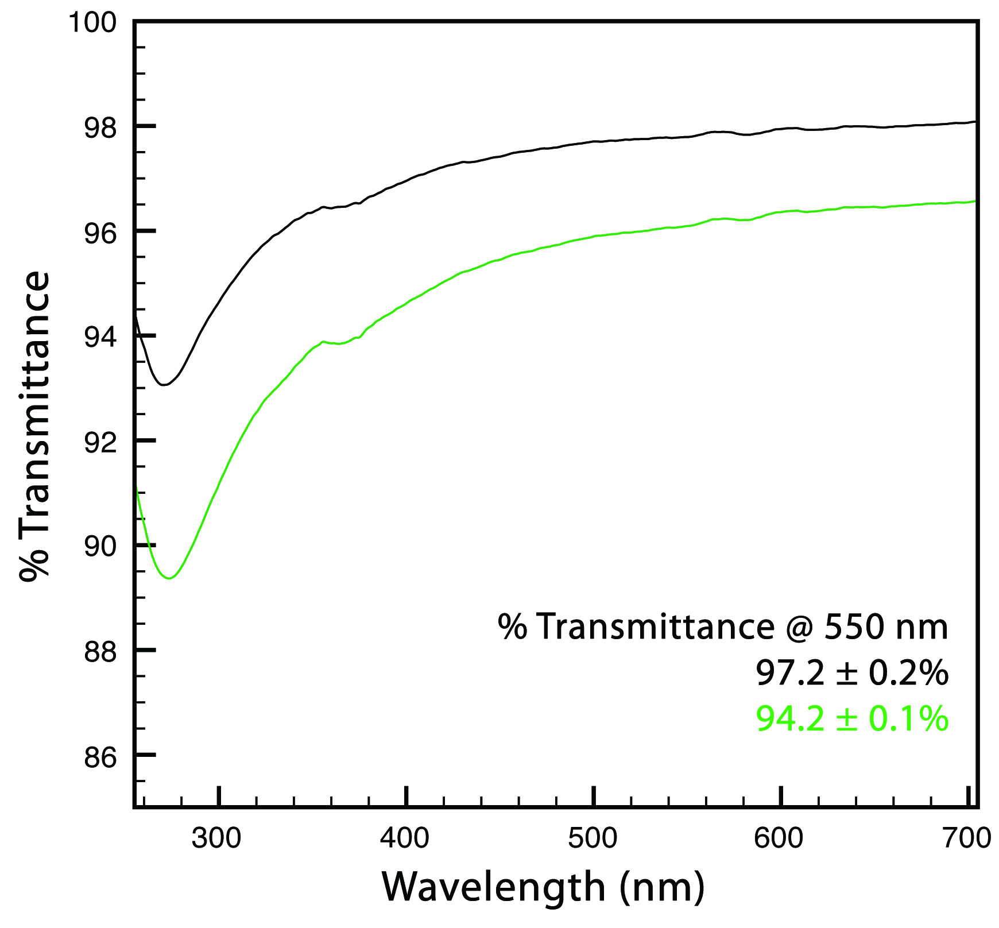 100
98
96
94
92
90
88
86
% Transmittance
% Transmittance @ 550 nm
97.2 ± 0.2%
94.2 ± 0.1%
300 400 500 600 700
Wavelength (nm)